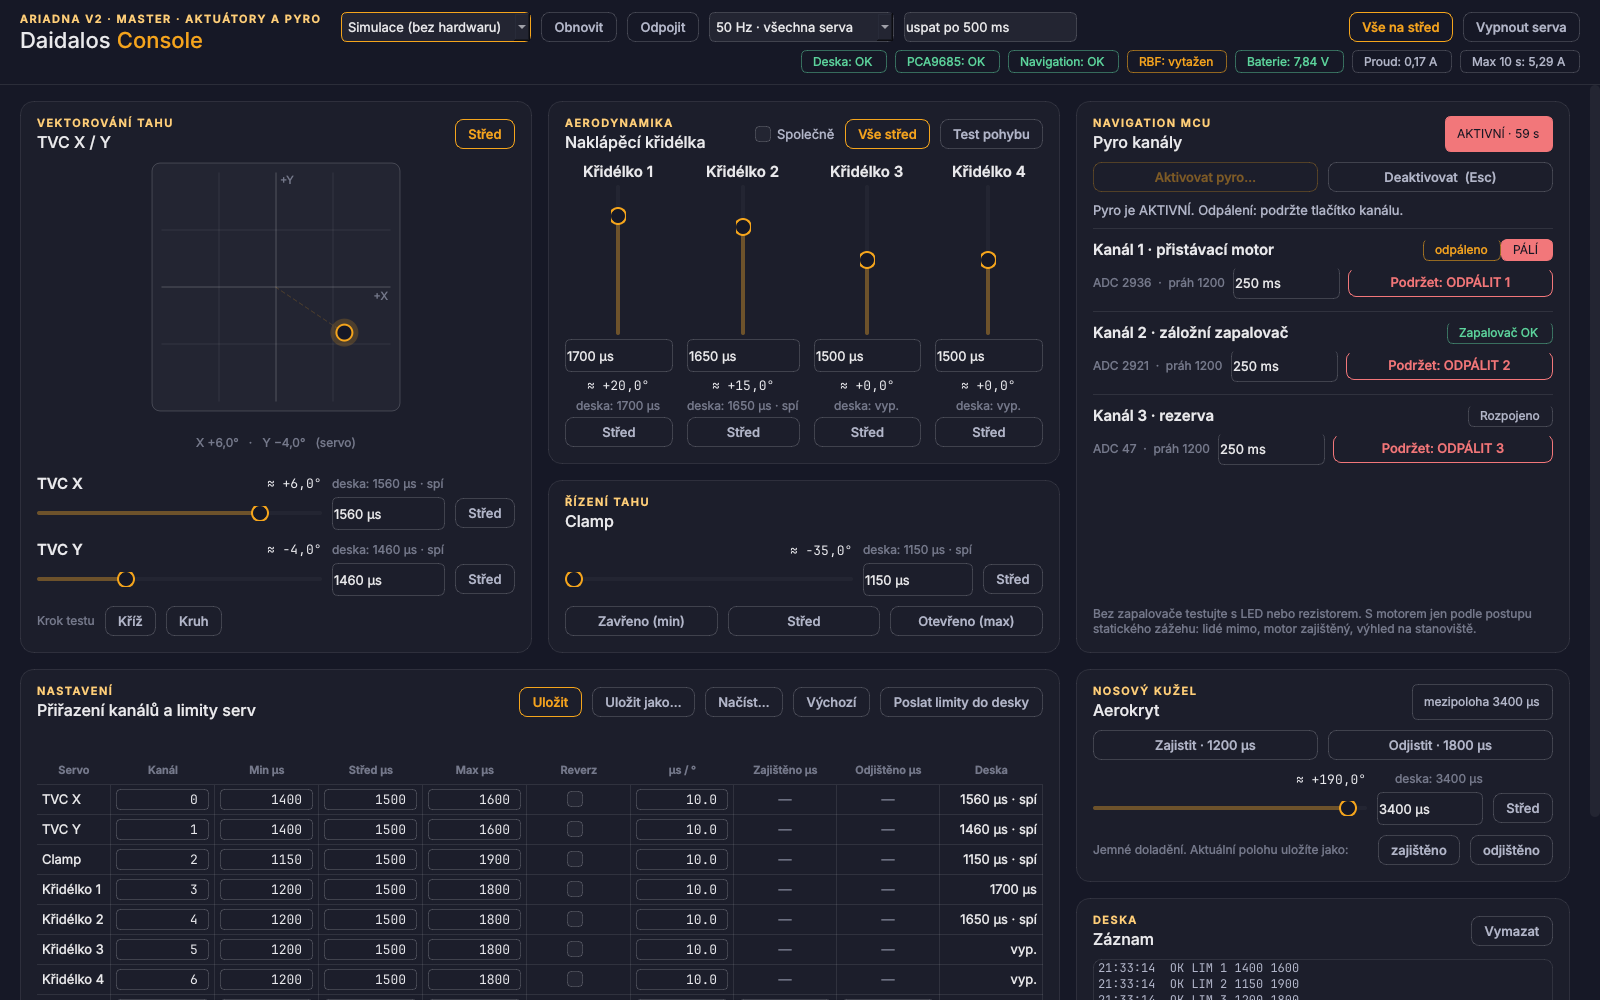 ARIADNA V2 · MASTER · AKTUÁTORY A PYRO
Daidalos Console
Simulace (bez hardwaru)
Obnovit
Odpojit
50 Hz · všechna serva
uspat po 500 ms
Vše na střed
Vypnout serva
Deska: OK
PCA9685: OK
Navigation: OK
RBF: vytažen
Baterie: 7,84 V
Proud: 0,17 A
Max 10 s: 5,29 A
VEKTOROVÁNÍ TAHU
TVC X / Y
Střed
+Y
+X
X +6,0° · Y −4,0° (servo)
TVC X
≈ +6,0°
deska: 1560 µs · spí
1560 µs
Střed
TVC Y
≈ -4,0°
deska: 1460 µs · spí
1460 µs
Střed
Krok testu
Kříž
Kruh
AERODYNAMIKA
Naklápěcí křidélka
Společně
Vše střed
Test pohybu
Křidélko 1
Křidélko 2
Křidélko 3
Křidélko 4
1700 µs
1650 µs
1500 µs
1500 µs
≈ +20,0°
≈ +15,0°
≈ +0,0°
≈ +0,0°
deska: 1700 µs
deska: 1650 µs · spí
deska: vyp.
deska: vyp.
Střed
Střed
Střed
Střed
ŘÍZENÍ TAHU
Clamp
≈ -35,0°
deska: 1150 µs · spí
1150 µs
Střed
Zavřeno (min)
Střed
Otevřeno (max)
NAVIGATION MCU
Pyro kanály
AKTIVNÍ · 59 s
Aktivovat pyro...
Deaktivovat (Esc)
Pyro je AKTIVNÍ. Odpálení: podržte tlačítko kanálu.
Kanál 1 · přistávací motor
odpáleno
PÁLÍ
ADC 2936 · práh 1200
250 ms
Podržet: ODPÁLIT 1
Kanál 2 · záložní zapalovač
Zapalovač OK
ADC 2921 · práh 1200
250 ms
Podržet: ODPÁLIT 2
Kanál 3 · rezerva
Rozpojeno
ADC 47 · práh 1200
250 ms
Podržet: ODPÁLIT 3
Bez zapalovače testujte s LED nebo rezistorem. S motorem jen podle postupu
statického zážehu: lidé mimo, motor zajištěný, výhled na stanoviště.
NASTAVENÍ
Přiřazení kanálů a limity serv
Uložit
Uložit jako...
Načíst...
Výchozí
Poslat limity do desky
Servo Kanál Min µs Střed µs Max µs Reverz µs / ° Zajištěno µs Odjištěno µs Deska
TVC X 0 1400 1500 1600 10.0 — — 1560 µs · spí
TVC Y 1 1400 1500 1600 10.0 — — 1460 µs · spí
Clamp 2 1150 1500 1900 10.0 — — 1150 µs · spí
Křidélko 1 3 1200 1500 1800 10.0 — — 1700 µs
Křidélko 2 4 1200 1500 1800 10.0 — — 1650 µs · spí
Křidélko 3 5 1200 1500 1800 10.0 — — vyp.
Křidélko 4 6 1200 1500 1800 10.0 — — vyp.
NOSOVÝ KUŽEL
Aerokryt
mezipoloha 3400 µs
Zajistit · 1200 µs
Odjistit · 1800 µs
≈ +190,0°
deska: 3400 µs
3400 µs
Střed
Jemné doladění. Aktuální polohu uložíte jako:
zajištěno
odjištěno
DESKA
Záznam
Vymazat
21:33:14 OK LIM 1 1400 1600
21:33:14 OK LIM 2 1150 1900
21:33:14 OK LIM 3 1200 1800